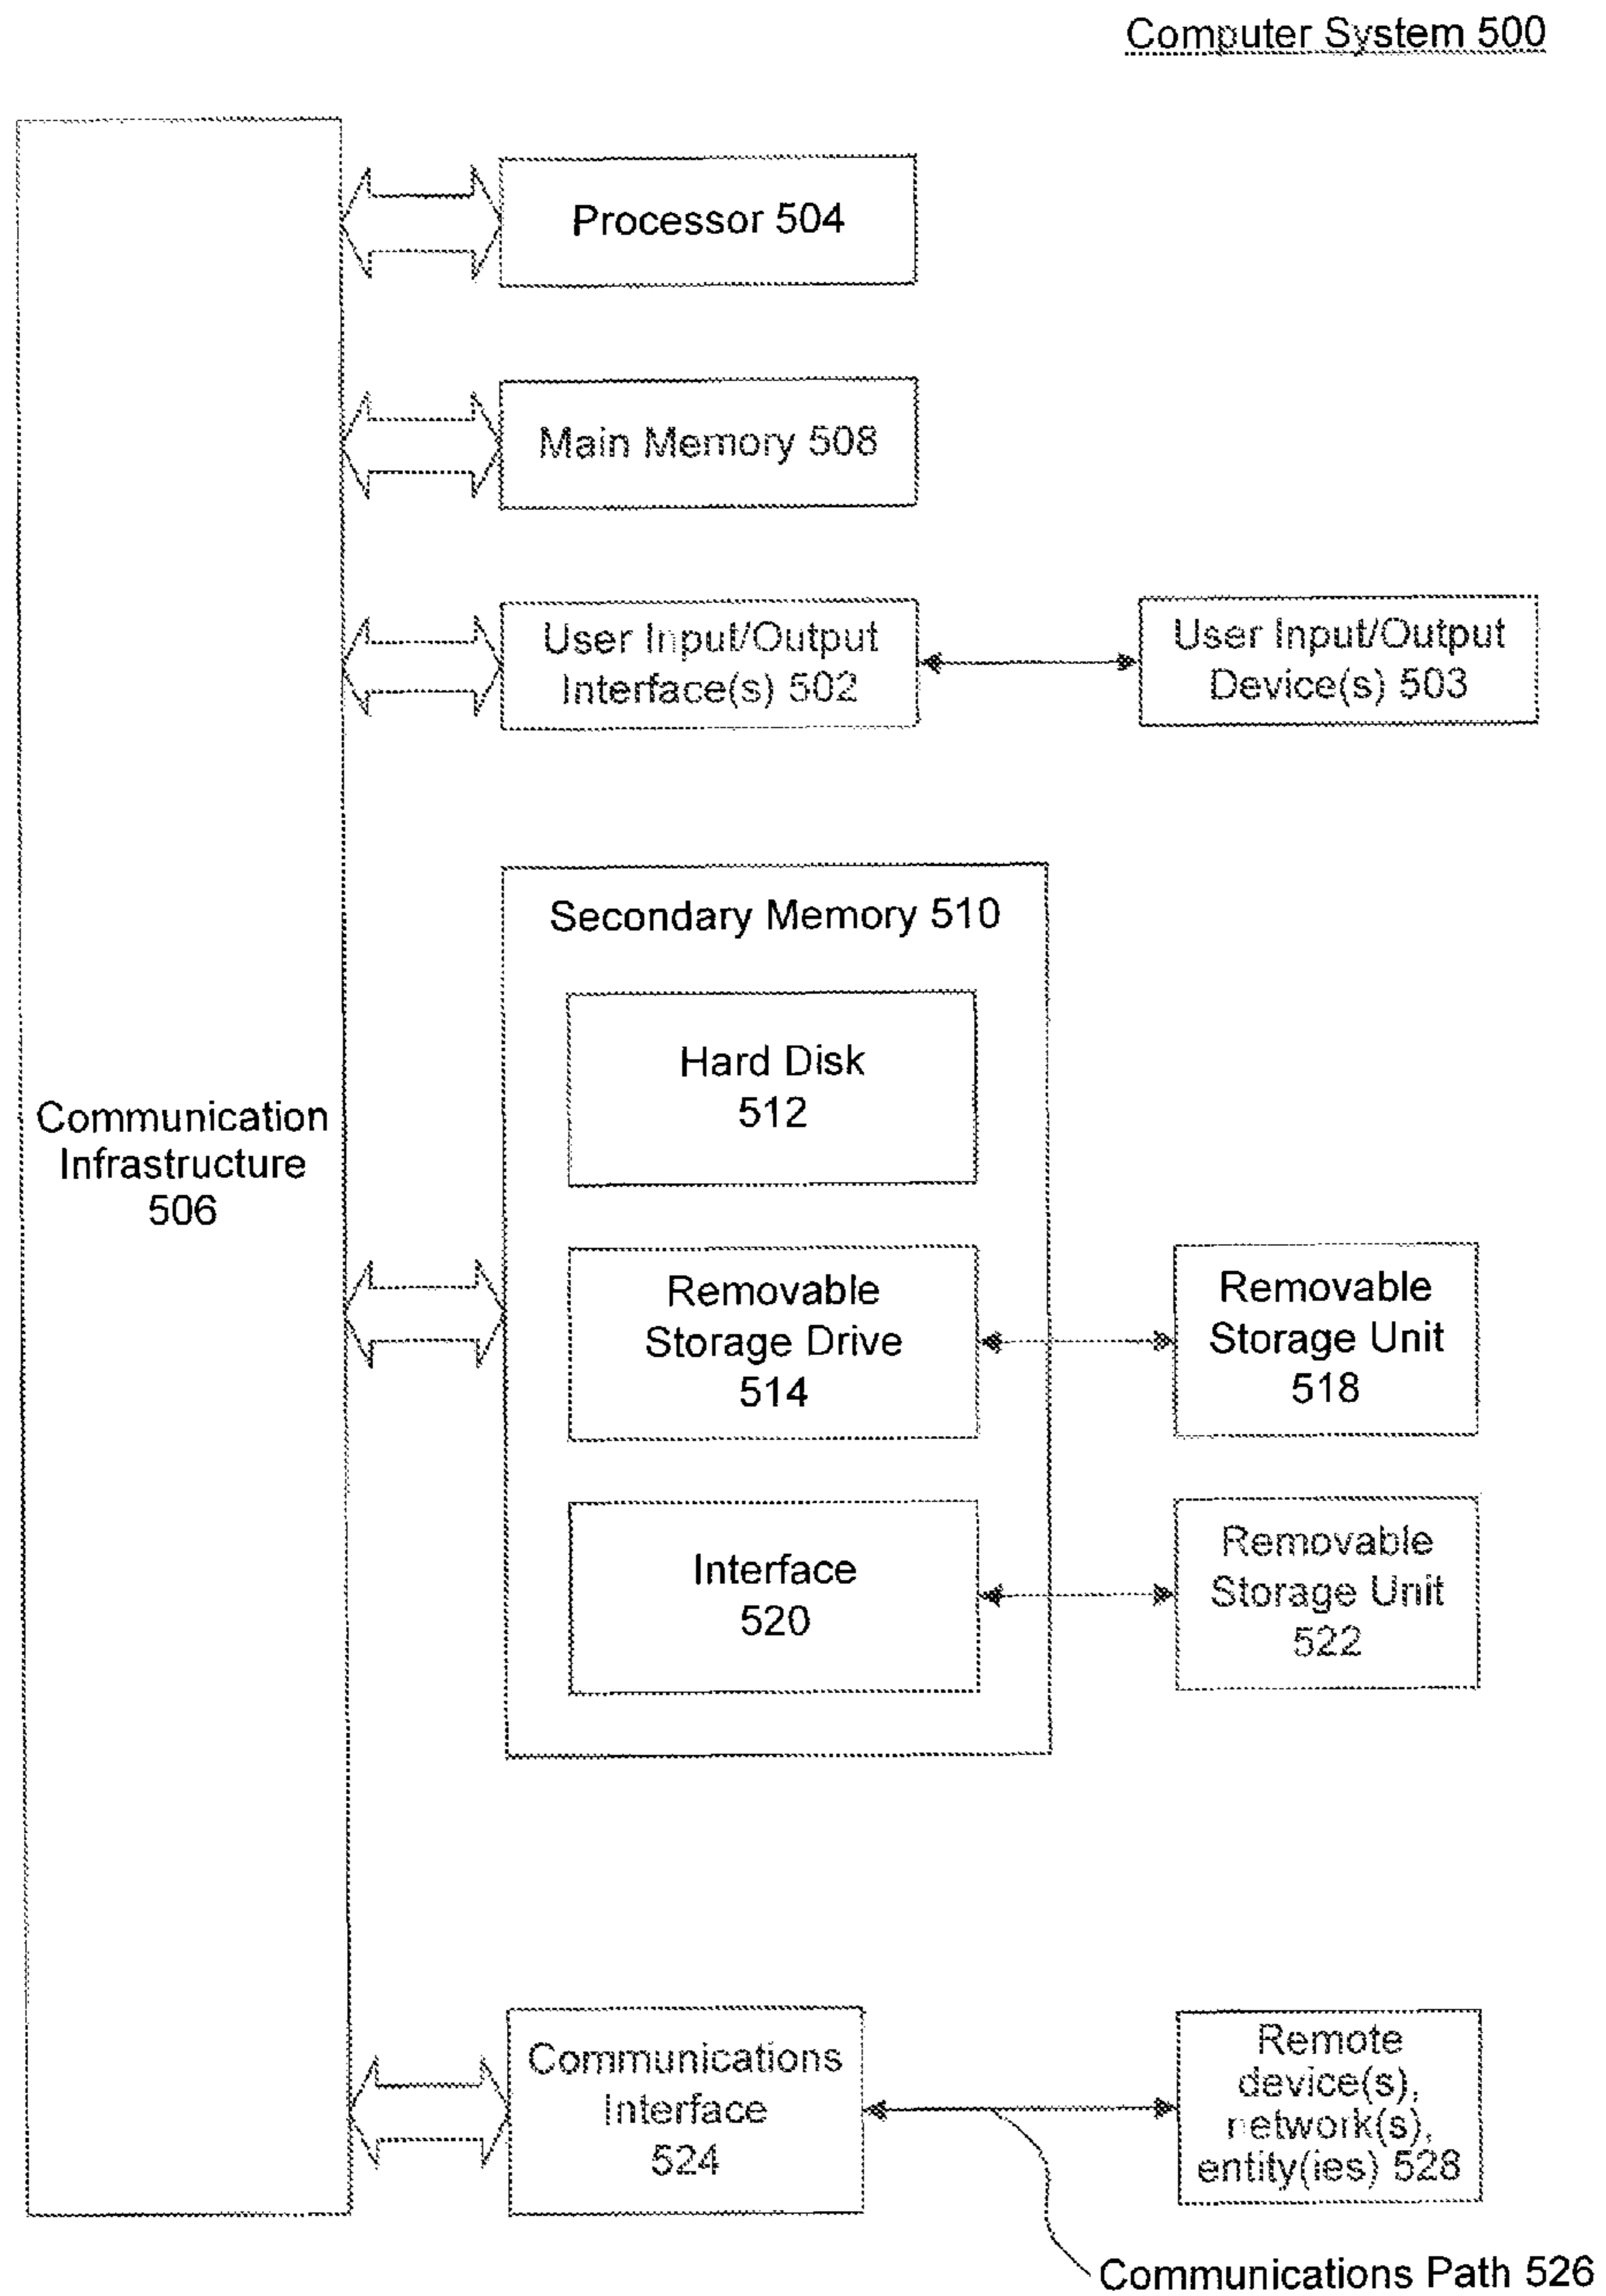 Computer System 500
Processor 504
Main Memory 508
User Input/Output
Interface(s) 502
User Input/Output
Device(s) 503
Secondary Memory 510
Hard Disk
512
Communication
Infrastructure
506
Removable
Storage Drive
514
Removable
Storage Unit
518
Interface
520
Removable
Storage Unit
522
Communications
Interface
524
Remote
device(s),
network(s),
entity(ies) 528
Communications Path 526